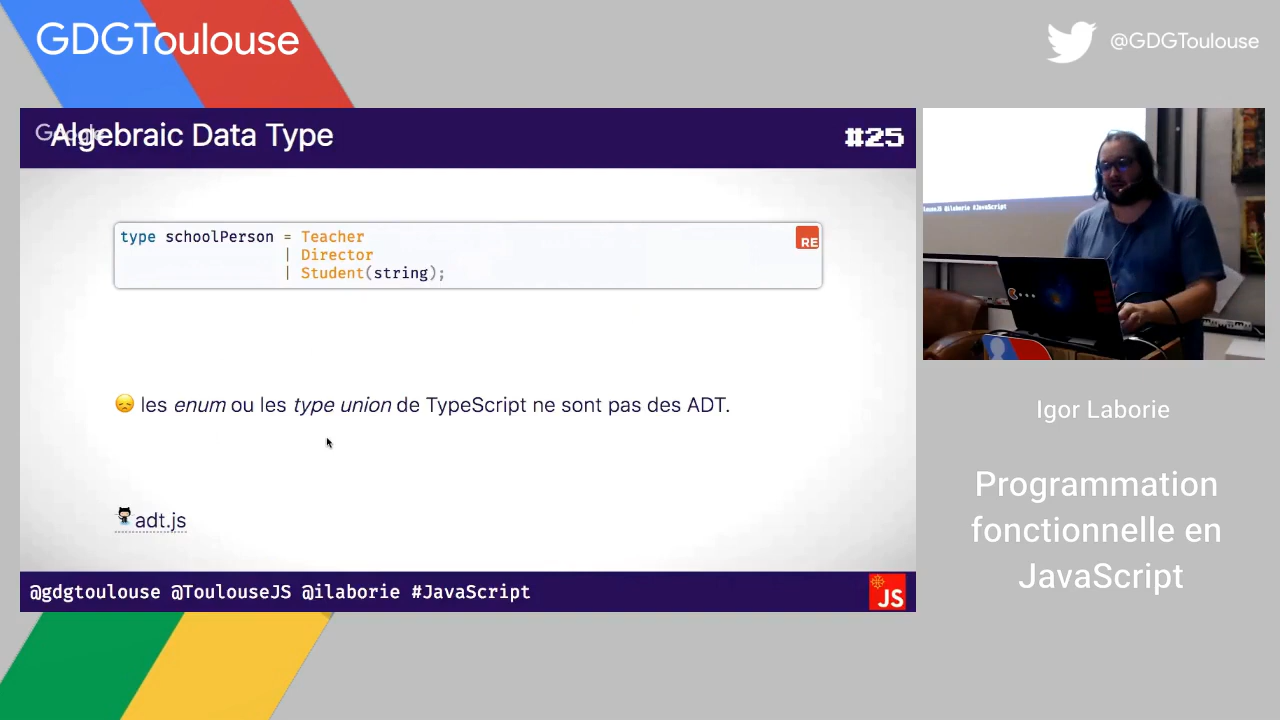 GDGToulouse
@GDGToulouse
Google
Algebraic Data Type
#25
type schoolPerson = Teacher
| Director
| Student(string);
RE
😞 les enum ou les type union de TypeScript ne sont pas des ADT.
adt.js
@gdgtoulouse @ToulouseJS @ilaborie #JavaScript
JS
Igor Laborie
Programmation
fonctionnelle en
JavaScript